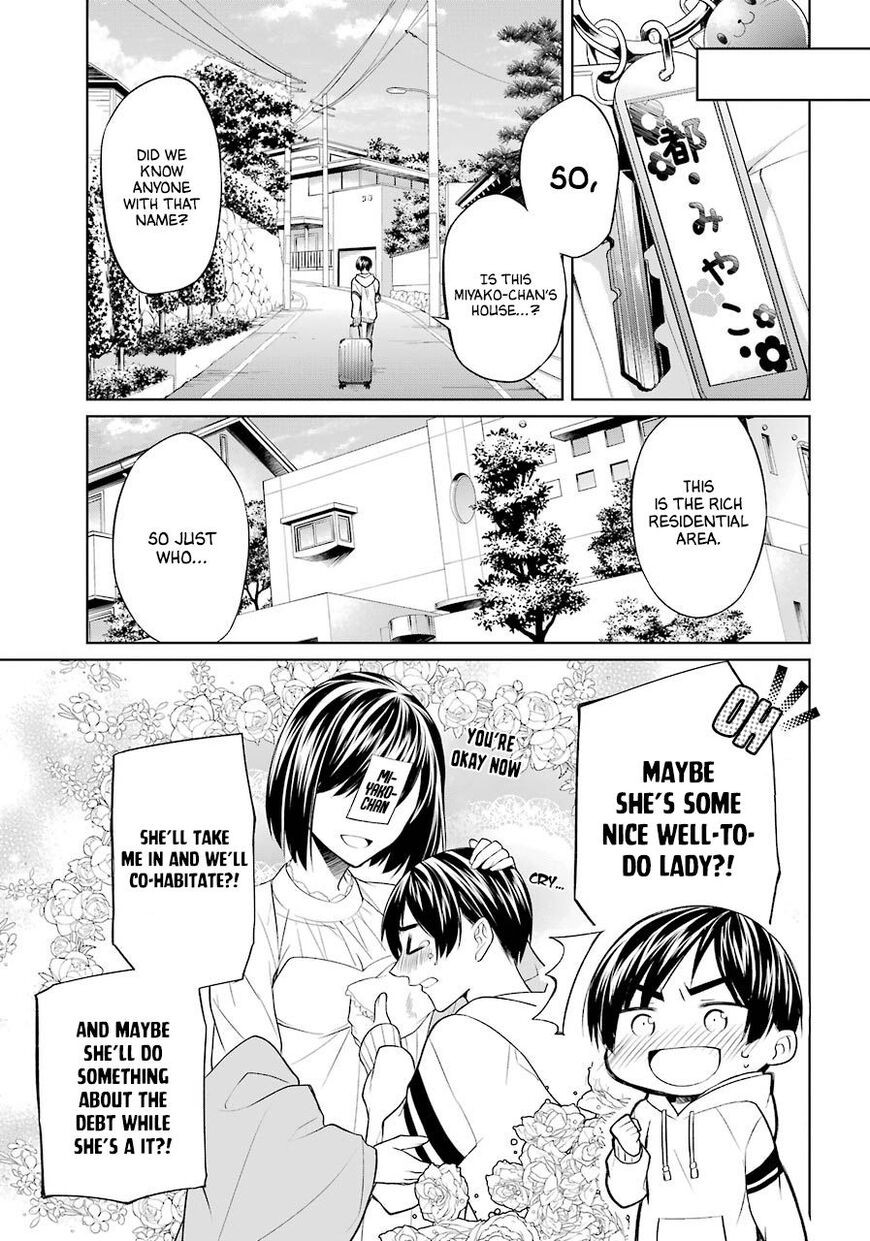 都・みやこ
SO,
IS THIS
MIYAKO-CHAN'S
HOUSE...?
DID WE
KNOW
ANYONE
WITH THAT
NAME?
THIS
IS THE RICH
RESIDENTIAL
AREA.
SO JUST
WHO...
OH
MAYBE
SHE'S SOME
NICE WELL-TO-
DO LADY?!
YOU'RE
OKAY NOW
MI-
YAKO-
CHAN
CRY...
SHE'LL TAKE
ME IN AND WE'LL
CO-HABITATE?!
AND MAYBE
SHE'LL DO
SOMETHING
ABOUT THE
DEBT WHILE
SHE'S A IT?!